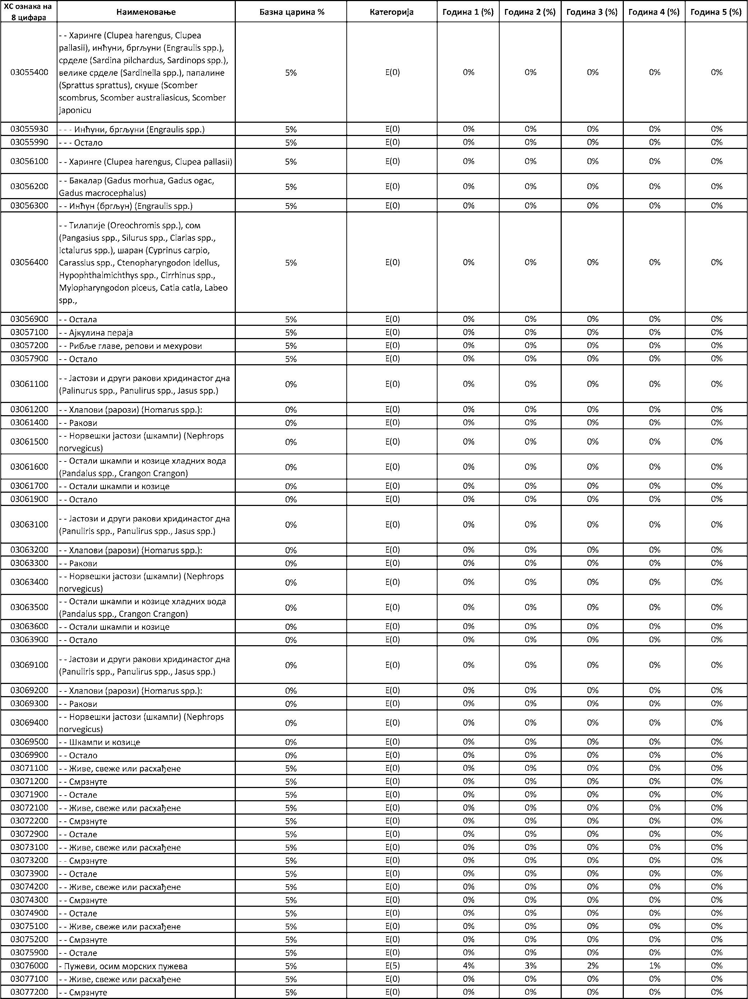 ХС ознака на 8 цифара | Наименовање | Базна царина % | Категорија | Година 1 (%) | Година 2 (%) | Година 3 (%) | Година 4 (%) | Година 5 (%)
03055400 | - - Харинге (Clupea harengus, Clupea
pallasii), инћуни, бргљуни (Engraulis spp.),
срделе (Sardina pilchardus, Sardinops spp.),
велике срделе (Sardinella spp.), папалине
(Sprattus sprattus), скуше (Scomber
scombrus, Scomber australiasicus, Scomber
japonicu | 5% | E(0) | 0% | 0% | 0% | 0% | 0%
03055930 | - - - Инћуни, бргљуни (Engraulis spp.) | 5% | E(0) | 0% | 0% | 0% | 0% | 0%
03055990 | - - - Остало | 5% | E(0) | 0% | 0% | 0% | 0% | 0%
03056100 | - - Харинге (Clupea harengus, Clupea pallasii) | 5% | E(0) | 0% | 0% | 0% | 0% | 0%
03056200 | - - Бакалар (Gadus morhua, Gadus ogac,
Gadus macrocephalus) | 5% | E(0) | 0% | 0% | 0% | 0% | 0%
03056300 | - - Инћун (бргљун) (Engraulis spp.) | 5% | E(0) | 0% | 0% | 0% | 0% | 0%
03056400 | - - Тилапије (Oreochromis spp.), сом
(Pangasius spp., Silurus spp., Clarias spp.,
Ictalurus spp.), шаран (Cyprinus carpio,
Carassius spp., Ctenopharyngodon idellus,
Hypophthalmichthys spp., Cirrhinus spp.,
Mylopharyngodon piceus, Catla catla, Labeo
spp., | 5% | E(0) | 0% | 0% | 0% | 0% | 0%
03056900 | - - Остала | 5% | E(0) | 0% | 0% | 0% | 0% | 0%
03057100 | - - Ајкулина пераја | 5% | E(0) | 0% | 0% | 0% | 0% | 0%
03057200 | - - Рибље главе, репови и мехурови | 5% | E(0) | 0% | 0% | 0% | 0% | 0%
03057900 | - - Остало | 5% | E(0) | 0% | 0% | 0% | 0% | 0%
03061100 | - - Јастози и други ракови хридинастог дна
(Palinurus spp., Panulirus spp., Jasus spp.) | 0% | E(0) | 0% | 0% | 0% | 0% | 0%
03061200 | - - Хлапови (рарози) (Homarus spp.): | 0% | E(0) | 0% | 0% | 0% | 0% | 0%
03061400 | - - Ракови | 0% | E(0) | 0% | 0% | 0% | 0% | 0%
03061500 | - - Норвешки јастози (шкампи) (Nephrops
norvegicus) | 0% | E(0) | 0% | 0% | 0% | 0% | 0%
03061600 | - - Остали шкампи и козице хладних вода
(Pandalus spp., Crangon Crangon) | 0% | E(0) | 0% | 0% | 0% | 0% | 0%
03061700 | - - Остали шкампи и козице | 0% | E(0) | 0% | 0% | 0% | 0% | 0%
03061900 | - - Остало | 0% | E(0) | 0% | 0% | 0% | 0% | 0%
03063100 | - - Јастози и други ракови хридинастог дна
(Panuliris spp., Panulirus spp., Jasus spp.) | 0% | E(0) | 0% | 0% | 0% | 0% | 0%
03063200 | - - Хлапови (рарози) (Homarus spp.): | 0% | E(0) | 0% | 0% | 0% | 0% | 0%
03063300 | - - Ракови | 0% | E(0) | 0% | 0% | 0% | 0% | 0%
03063400 | - - Норвешки јастози (шкампи) (Nephrops
norvegicus) | 0% | E(0) | 0% | 0% | 0% | 0% | 0%
03063500 | - - Остали шкампи и козице хладних вода
(Pandalus spp., Crangon Crangon) | 0% | E(0) | 0% | 0% | 0% | 0% | 0%
03063600 | - - Остали шкампи и козице | 0% | E(0) | 0% | 0% | 0% | 0% | 0%
03063900 | - - Остало | 0% | E(0) | 0% | 0% | 0% | 0% | 0%
03069100 | - - Јастози и други ракови хридинастог дна
(Panuliris spp., Panulirus spp., Jasus spp.) | 0% | E(0) | 0% | 0% | 0% | 0% | 0%
03069200 | - - Хлапови (рарози) (Homarus spp.): | 0% | E(0) | 0% | 0% | 0% | 0% | 0%
03069300 | - - Ракови | 0% | E(0) | 0% | 0% | 0% | 0% | 0%
03069400 | - - Норвешки јастози (шкампи) (Nephrops
norvegicus) | 0% | E(0) | 0% | 0% | 0% | 0% | 0%
03069500 | - - Шкампи и козице | 0% | E(0) | 0% | 0% | 0% | 0% | 0%
03069900 | - - Остало | 0% | E(0) | 0% | 0% | 0% | 0% | 0%
03071100 | - - Живе, свеже или расхађене | 5% | E(0) | 0% | 0% | 0% | 0% | 0%
03071200 | - - Смрзнуте | 5% | E(0) | 0% | 0% | 0% | 0% | 0%
03071900 | - - Остале | 5% | E(0) | 0% | 0% | 0% | 0% | 0%
03072100 | - - Живе, свеже или расхађене | 5% | E(0) | 0% | 0% | 0% | 0% | 0%
03072200 | - - Смрзнуте | 5% | E(0) | 0% | 0% | 0% | 0% | 0%
03072900 | - - Остале | 5% | E(0) | 0% | 0% | 0% | 0% | 0%
03073100 | - - Живе, свеже или расхађене | 5% | E(0) | 0% | 0% | 0% | 0% | 0%
03073200 | - - Смрзнуте | 5% | E(0) | 0% | 0% | 0% | 0% | 0%
03073900 | - - Остале | 5% | E(0) | 0% | 0% | 0% | 0% | 0%
03074200 | - - Живе, свеже или расхађене | 5% | E(0) | 0% | 0% | 0% | 0% | 0%
03074300 | - - Смрзнуте | 5% | E(0) | 0% | 0% | 0% | 0% | 0%
03074900 | - - Остале | 5% | E(0) | 0% | 0% | 0% | 0% | 0%
03075100 | - - Живе, свеже или расхађене | 5% | E(0) | 0% | 0% | 0% | 0% | 0%
03075200 | - - Смрзнуте | 5% | E(0) | 0% | 0% | 0% | 0% | 0%
03075900 | - - Остале | 5% | E(0) | 0% | 0% | 0% | 0% | 0%
03076000 | - Пужеви, осим морских пужева | 5% | E(5) | 4% | 3% | 2% | 1% | 0%
03077100 | - - Живе, свеже или расхађене | 5% | E(0) | 0% | 0% | 0% | 0% | 0%
03077200 | - - Смрзнуте | 5% | E(0) | 0% | 0% | 0% | 0% | 0%